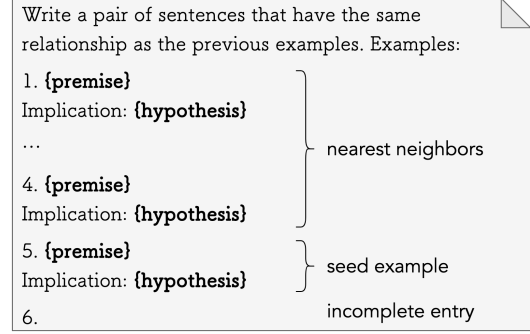 Write a pair of sentences that have the same
relationship as the previous examples. Examples:
1. {premise}
Implication: {hypothesis}
...
4. {premise}
Implication: {hypothesis}
nearest neighbors
5. {premise}
Implication: {hypothesis}
seed example
6.
incomplete entry